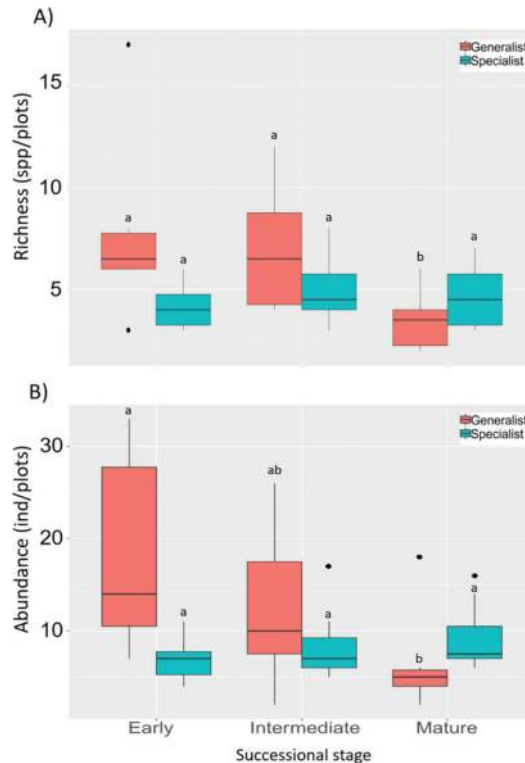 A)
Generalist
Specialist
Richness (spp/plots)
15
10
5
a
a
a
a
b
a
B)
Generalist
Specialist
Abundance (ind/plots)
30
20
10
a
a
ab
a
b
a
Early Intermediate Mature
Successional stage